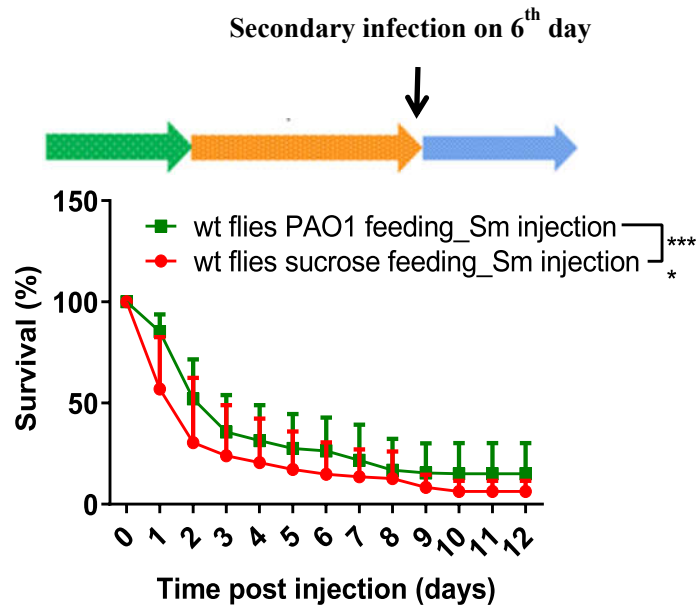 Secondary infection on 6th day
150
wt flies PAO1 feeding_Sm injection
***
wt flies sucrose feeding_Sm injection
*
100
50
0
Survival (%)
0 1 2 3 4 5 6 7 8 9 10 11 12
Time post injection (days)